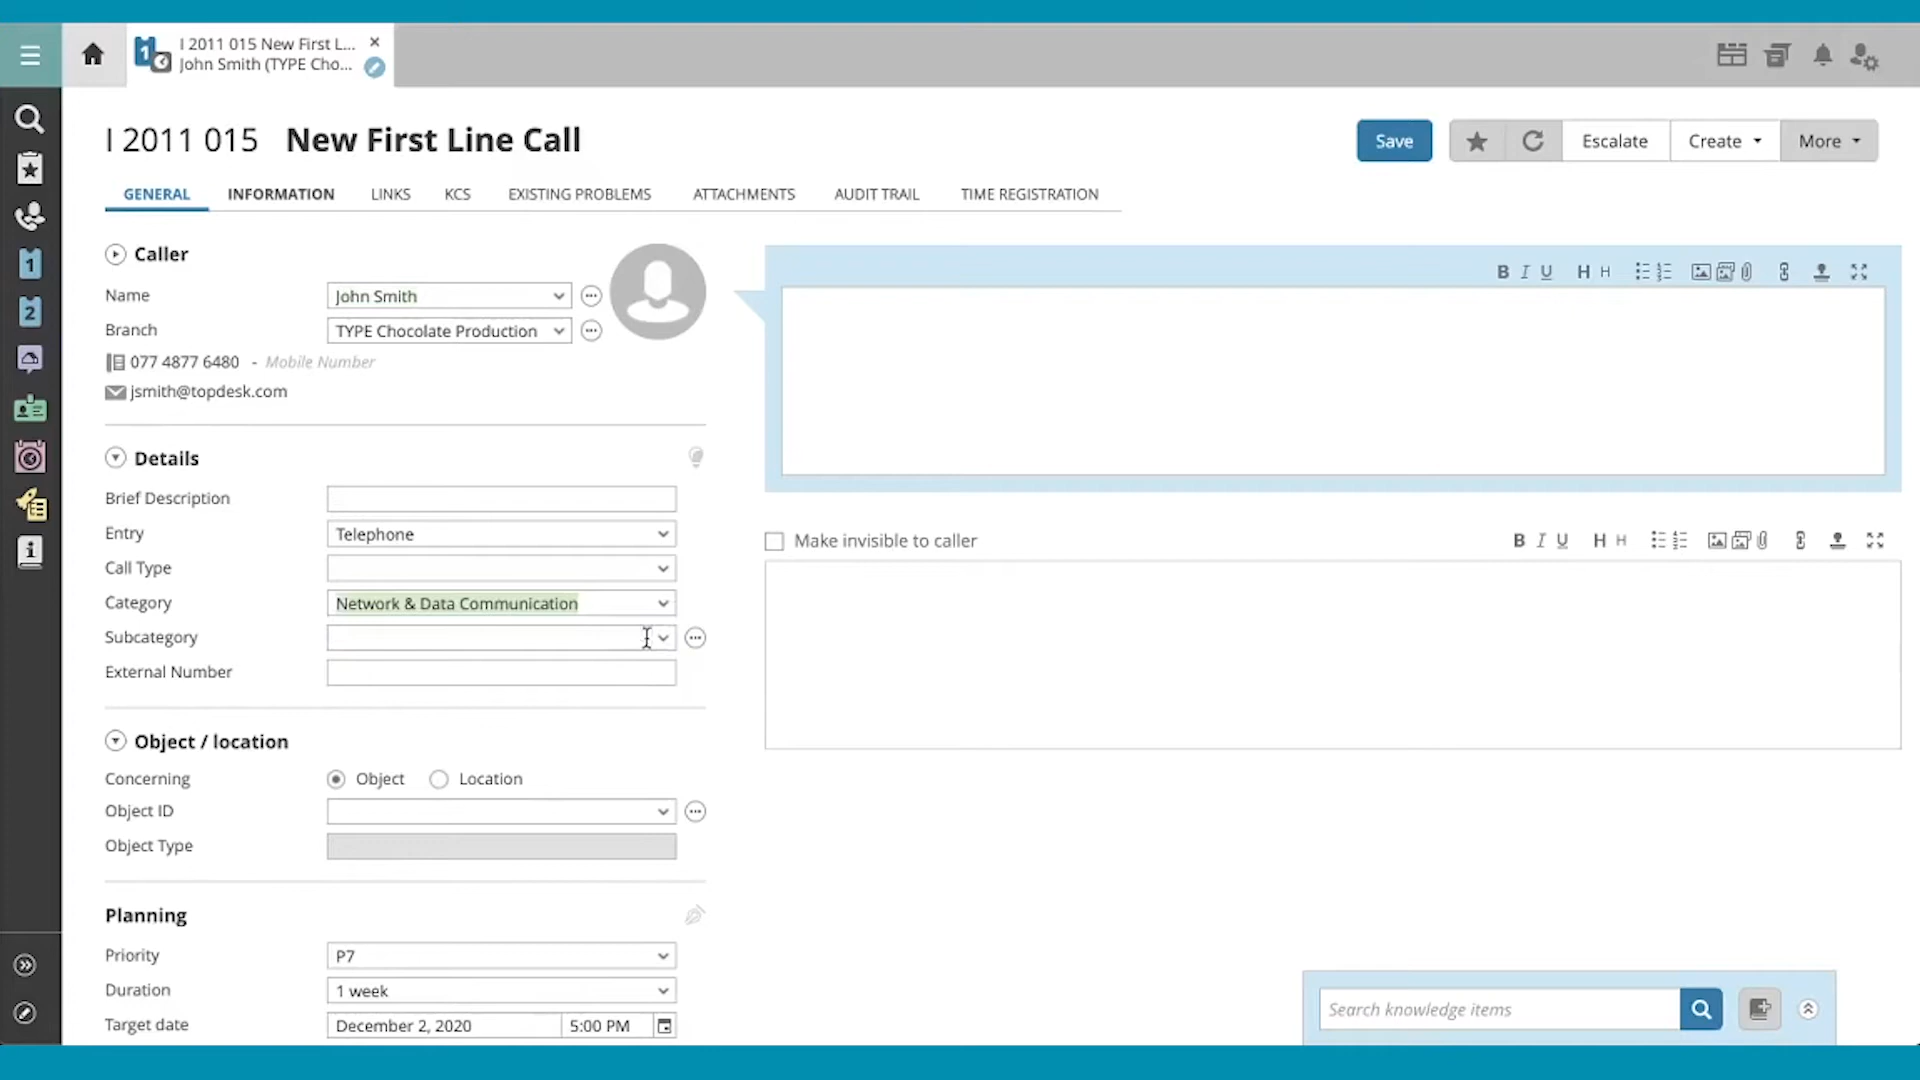 I 2011 015 New First L...
John Smith (TYPE Cho...
1
I 2011 015 New First Line Call
Save
Escalate
Create
More
GENERAL INFORMATION LINKS KCS EXISTING PROBLEMS ATTACHMENTS AUDIT TRAIL TIME REGISTRATION
1
2
Caller
Name John Smith
Branch TYPE Chocolate Production
077 4877 6480 - Mobile Number
jsmith@topdesk.com
B I U H H
Details
Brief Description
Entry Telephone
Call Type
Category Network & Data Communication
Subcategory
External Number
Make invisible to caller
B I U H H
Object / location
Concerning Object Location
Object ID
Object Type
Planning
Priority P7
Duration 1 week
Target date December 2, 2020 5:00 PM
Search knowledge items